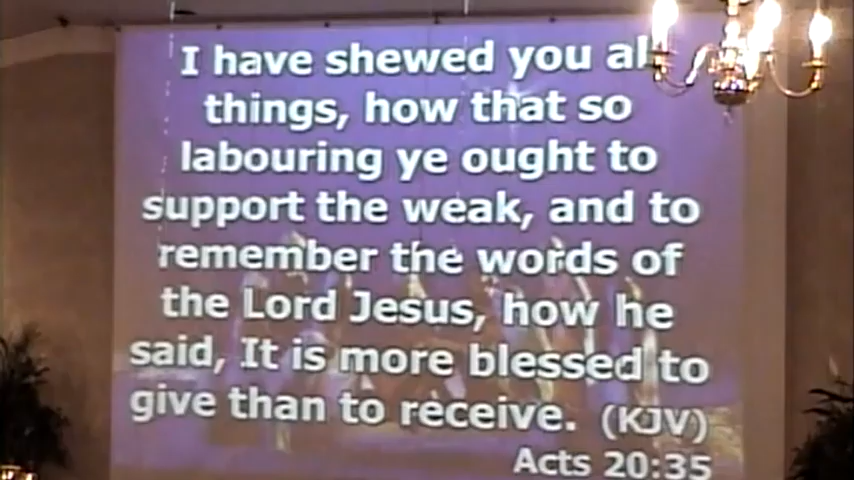 I have shewed you all
things, how that so
labouring ye ought to
support the weak, and to
remember the words of
the Lord Jesus, how he
said, It is more blessed to
give than to receive. (KJV)
Acts 20:35